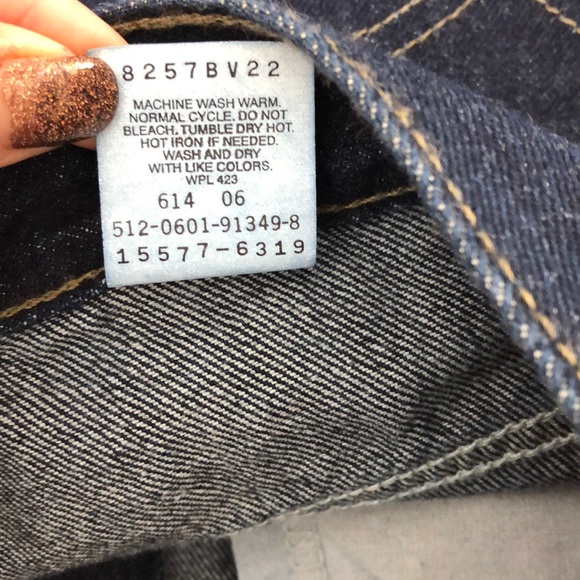 8257BV22
MACHINE WASH WARM.
NORMAL CYCLE. DO NOT
BLEACH. TUMBLE DRY HOT.
HOT IRON IF NEEDED.
WASH AND DRY
WITH LIKE COLORS.
WPL 423
614 06
512-0601-91349-8
15577-6319